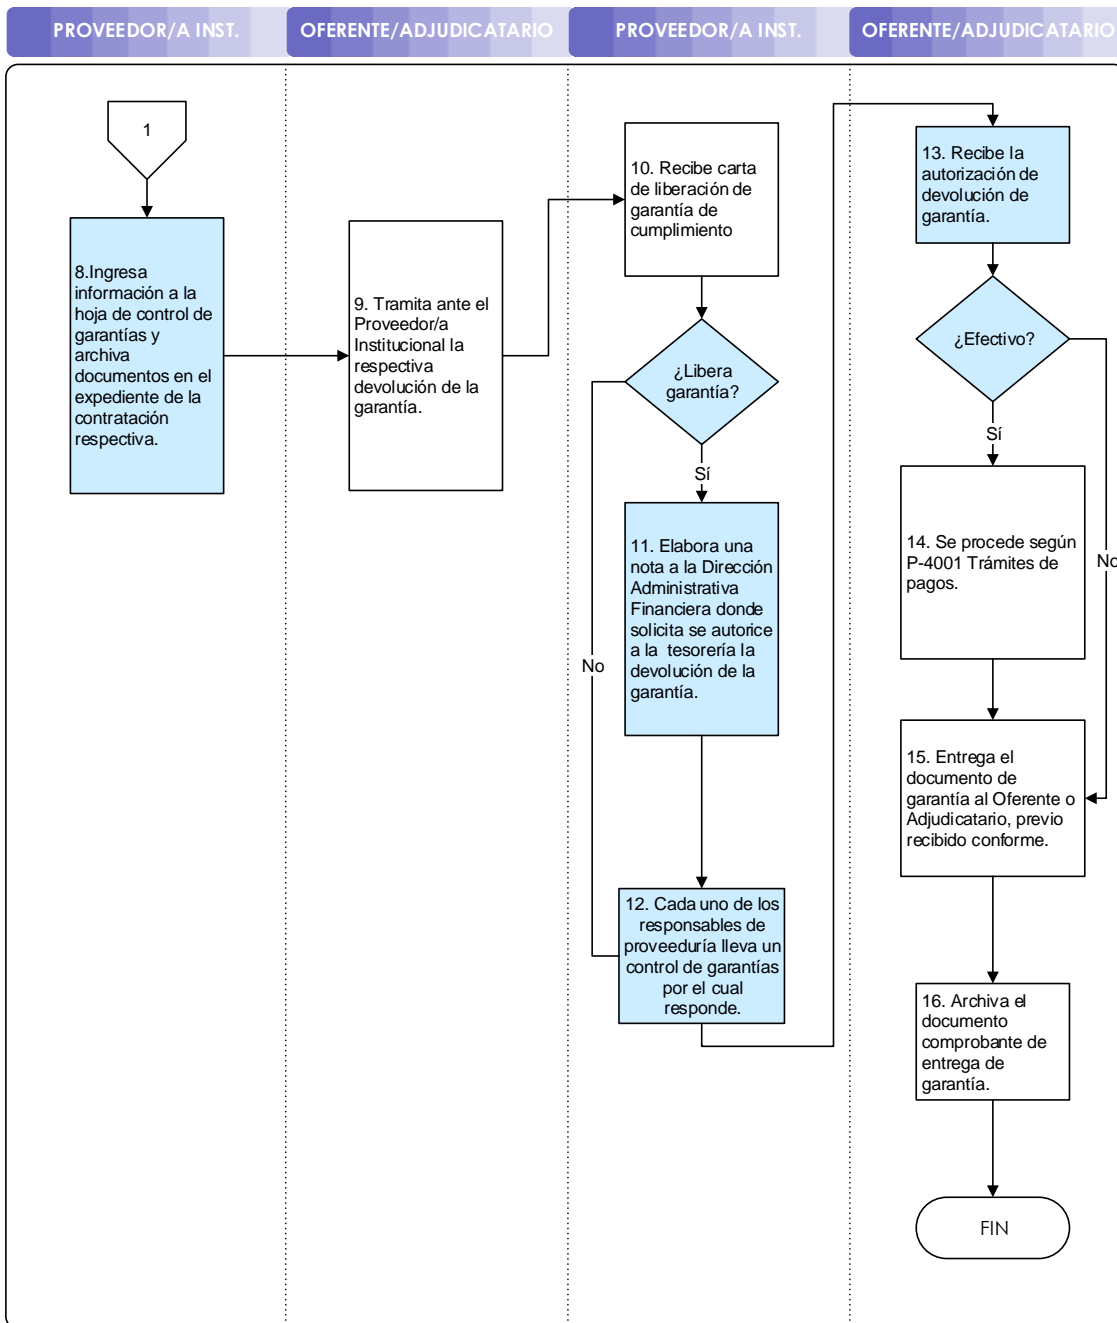 PROVEEDOR/A INST.
OFERENTE/ADJUDICATARIO
PROVEEDOR/A INST.
OFERENTE/ADJUDICATARIO
1
8.Ingresa
información a la
hoja de control de
garantías y
archiva
documentos en el
expediente de la
contratación
respectiva.
9. Tramita ante el
Proveedor/a
Institucional la
respectiva
devolución de la
garantía.
10. Recibe carta
de liberación de
garantía de
cumplimiento
¿Libera
garantía?
Sí
No
11. Elabora una
nota a la Dirección
Administrativa
Financiera donde
solicita se autorice
a la tesorería la
devolución de la
garantía.
12. Cada uno de los
responsables de
proveeduría lleva un
control de garantías
por el cual
responde.
13. Recibe la
autorización de
devolución de
garantía.
¿Efectivo?
Sí
No
14. Se procede según
P-4001 Trámites de
pagos.
15. Entrega el
documento de
garantía al Oferente o
Adjudicatario, previo
recibido conforme.
16. Archiva el
documento
comprobante de
entrega de
garantía.
FIN